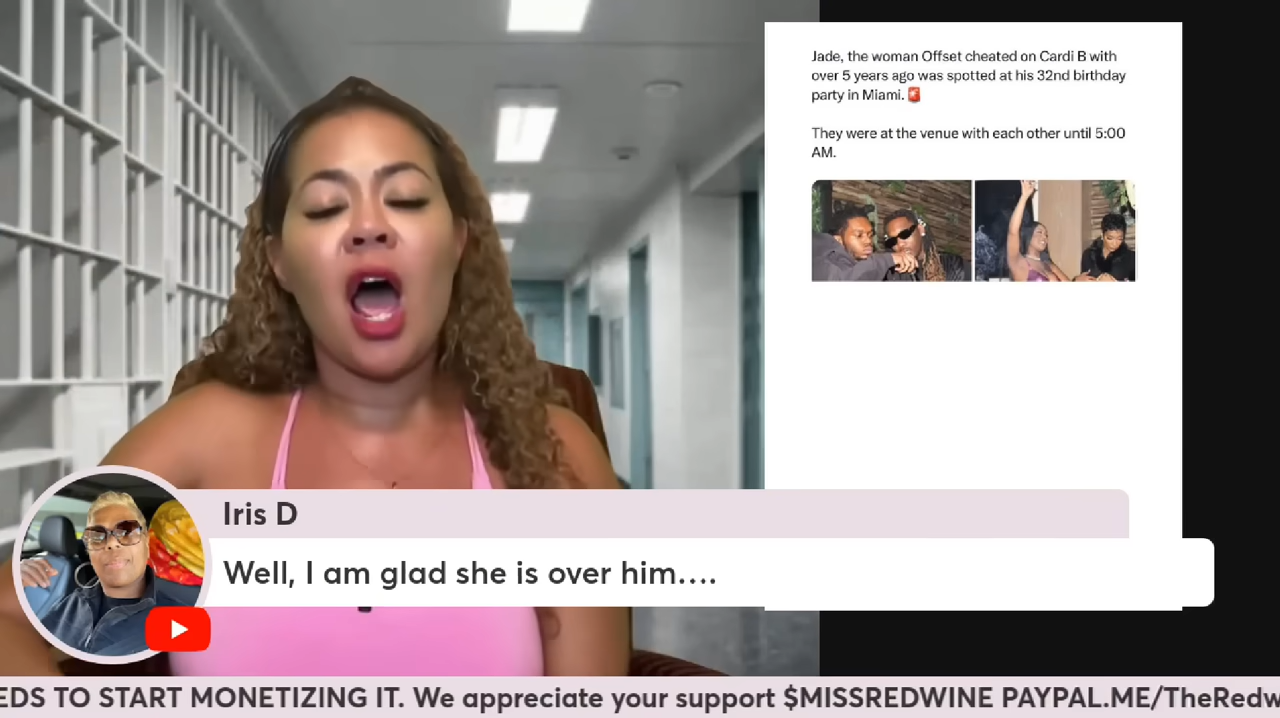 Jade, the woman Offset cheated on Cardi B with
over 5 years ago was spotted at his 32nd birthday
party in Miami. 🚨
They were at the venue with each other until 5:00
AM.
Iris D
Well, I am glad she is over him....
EDS TO START MONETIZING IT. We appreciate your support $MISSREDWINE PAYPAL.ME/TheRedw